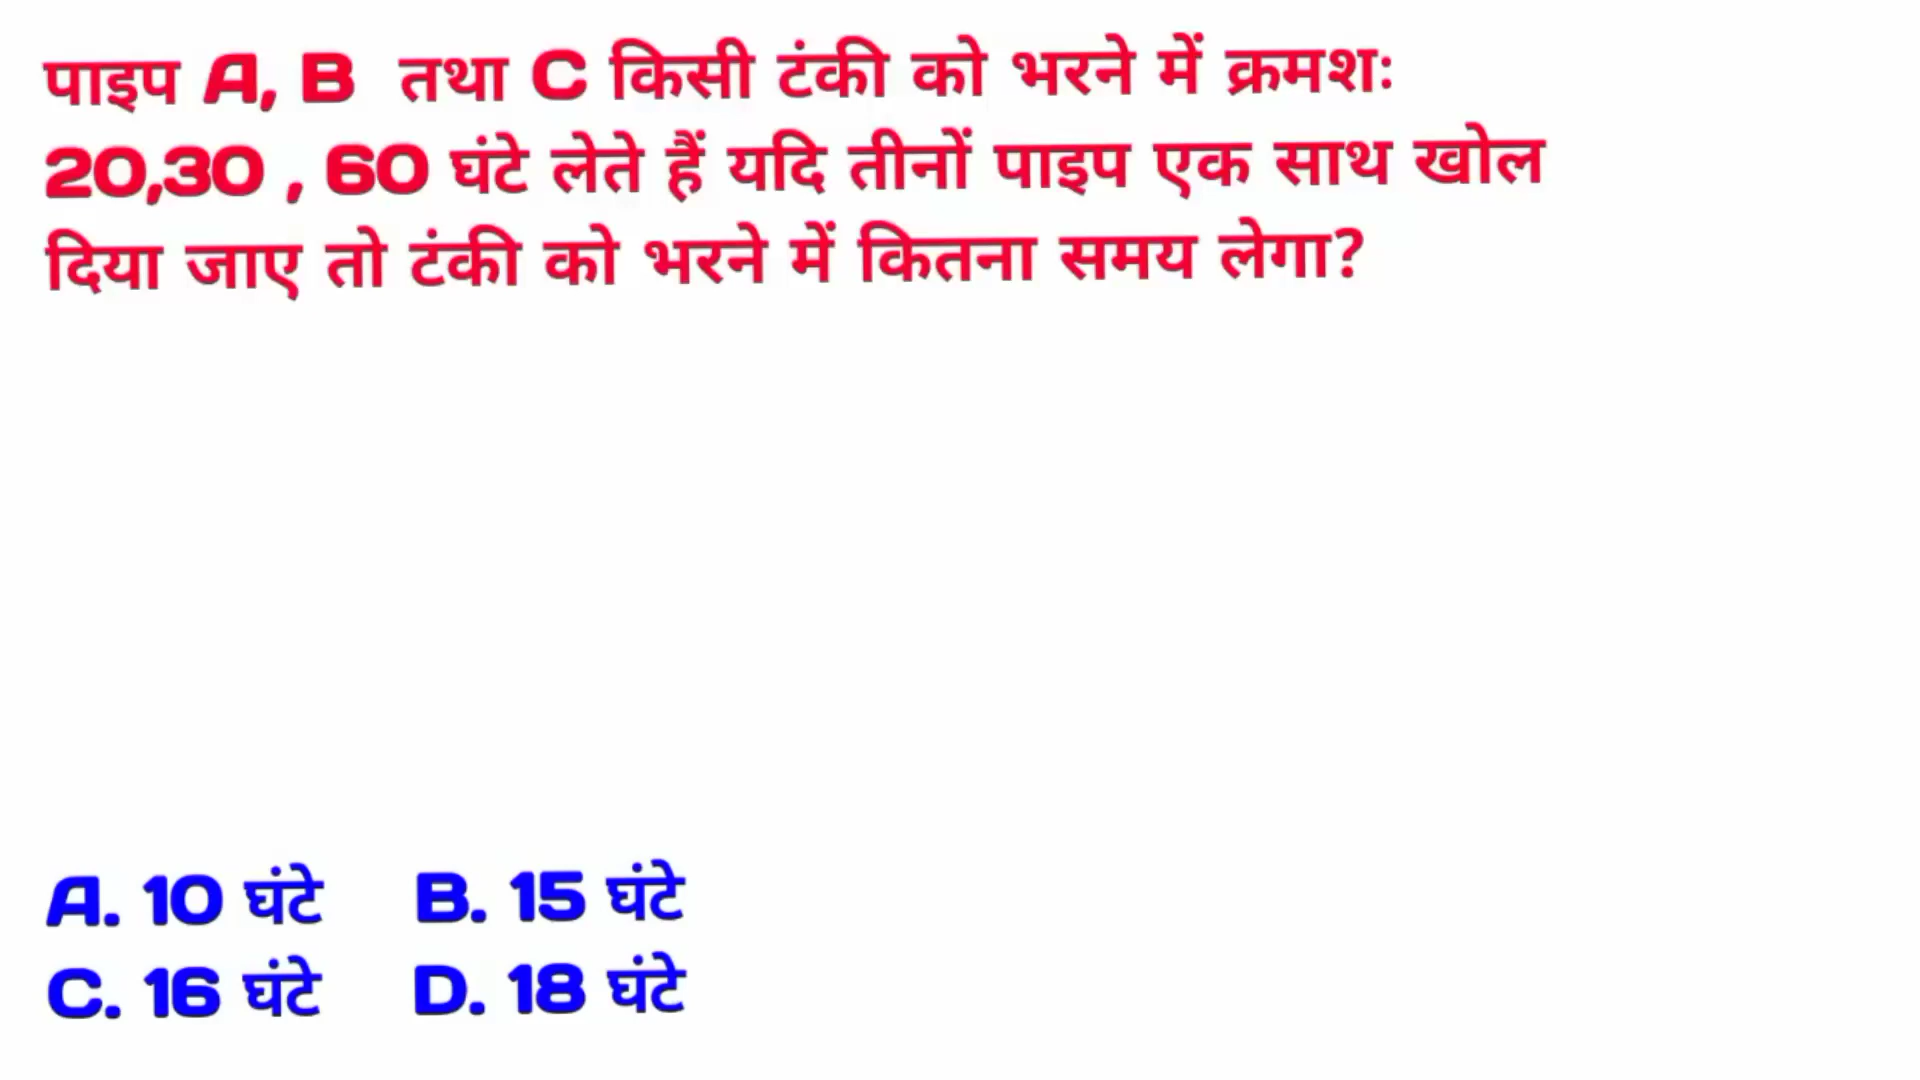 पाइप A, B तथा C किसी टंकी को भरने में क्रमशः
20,30 , 60 घंटे लेते हैं यदि तीनों पाइप एक साथ खोल
दिया जाए तो टंकी को भरने में कितना समय लेगा?
A. 10 घंटे B. 15 घंटे
C. 16 घंटे D. 18 घंटे